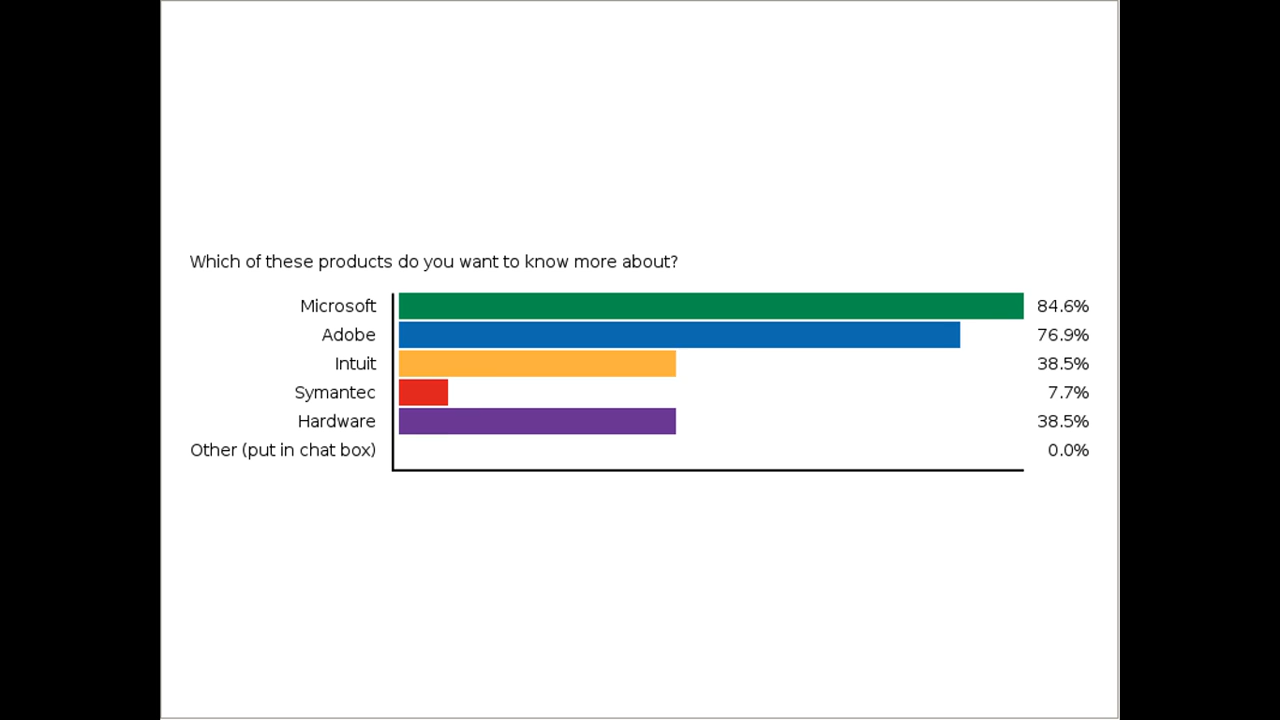 Which of these products do you want to know more about?
Microsoft 84.6%
Adobe 76.9%
Intuit 38.5%
Symantec 7.7%
Hardware 38.5%
Other (put in chat box) 0.0%